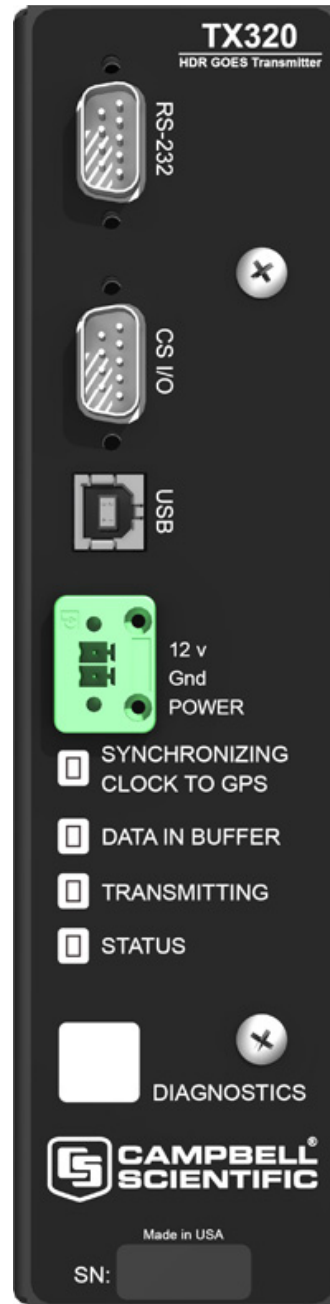 TX320
HDR GOES Transmitter
RS-232
CS I/O
USB
12 v
Gnd
POWER
SYNCHRONIZING
CLOCK TO GPS
DATA IN BUFFER
TRANSMITTING
STATUS
DIAGNOSTICS
CAMPBELL
SCIENTIFIC
Made in USA
SN: